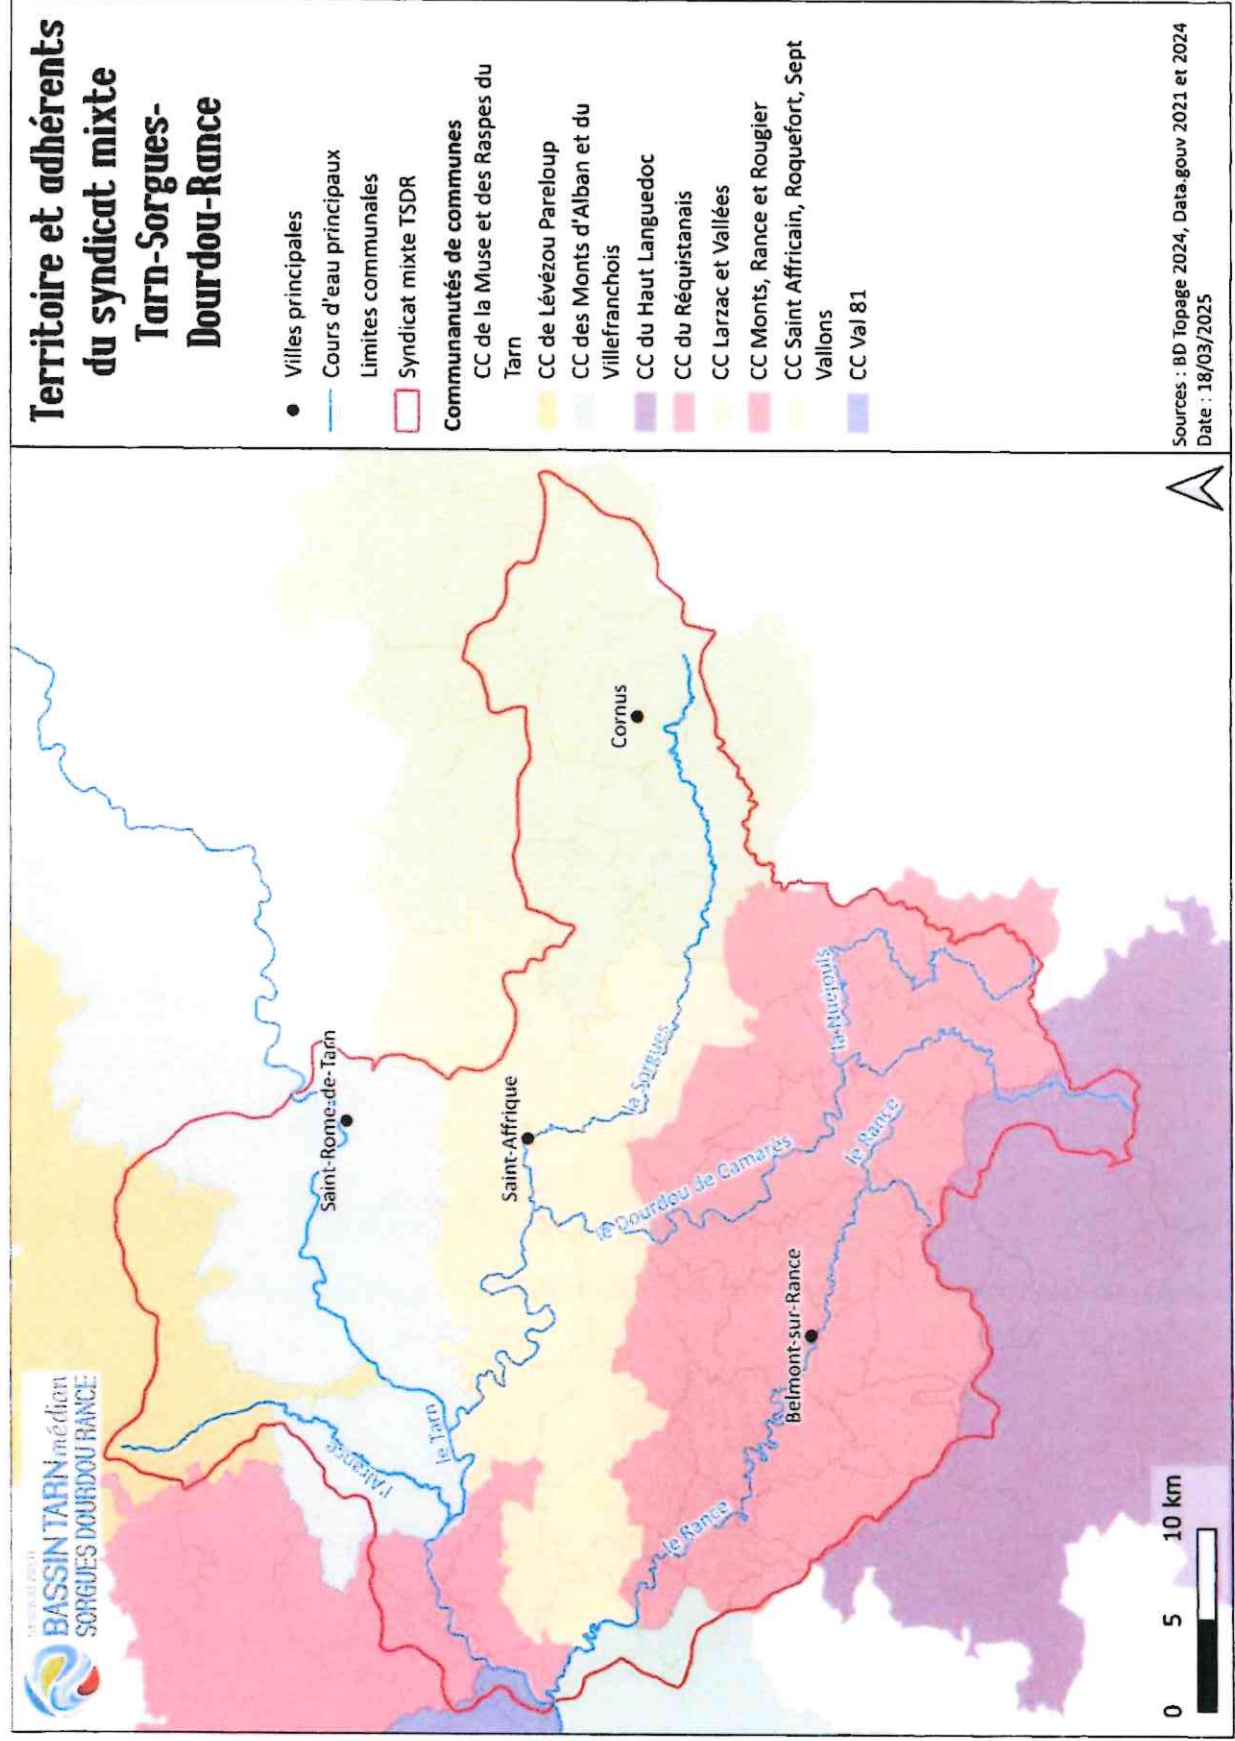 Territoire et adhérents
du syndicat mixte
Tarn-Sorgues-
Dourdou-Rance
Villes principales
Cours d'eau principaux
Limites communales
Syndicat mixte TSDR
Communautés de communes
CC de la Muse et des Raspes du
Tarn
CC de Lévézou Pareloup
CC des Monts d'Alban et du
Villefranchois
CC du Haut Languedoc
CC du Réquistanais
CC Larzac et Vallées
CC Monts, Rance et Rougier
CC Saint Affricain, Roquefort, Sept
Vallons
CC Val 81
Sources : BD Topage 2024, Data.gouv 2021 et 2024
Date : 18/03/2025
BASSIN TARN médian
SORGUES DOURDOU RANCE
l'Alrance
le Tarn
Saint-Rome-de-Tarn
Saint-Affrique
la Sorgues
Cornus
le Dourdou de Camarès
la Nuéjouls
le Rance
Belmont-sur-Rance
le Rance
0 5 10 km